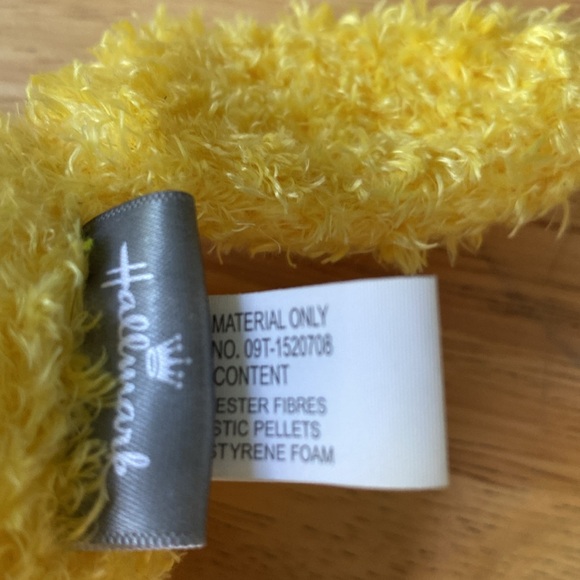 Hallmark
MATERIAL ONLY
NO. 09T-1520708
CONTENT
ESTER FIBRES
STIC PELLETS
STYRENE FOAM